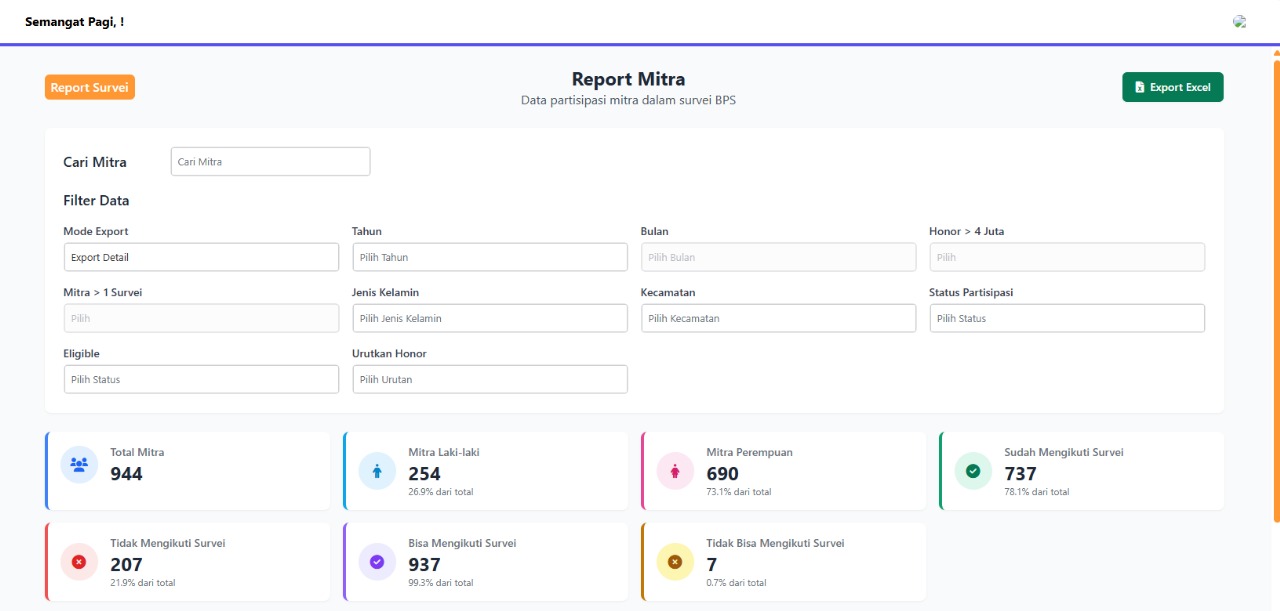 Semangat Pagi, !
Report Survei
Report Mitra
Data partisipasi mitra dalam survei BPS
Export Excel
Cari Mitra
Cari Mitra
Filter Data
Mode Export
Tahun
Bulan
Honor > 4 Juta
Export Detail
Pilih Tahun
Pilih Bulan
Pilih
Mitra > 1 Survei
Jenis Kelamin
Kecamatan
Status Partisipasi
Pilih
Pilih Jenis Kelamin
Pilih Kecamatan
Pilih Status
Eligible
Urutkan Honor
Pilih Status
Pilih Urutan
Total Mitra
944
Mitra Laki-laki
254
26.9% dari total
Mitra Perempuan
690
73.1% dari total
Sudah Mengikuti Survei
737
78.1% dari total
Tidak Mengikuti Survei
207
21.9% dari total
Bisa Mengikuti Survei
937
99.3% dari total
Tidak Bisa Mengikuti Survei
7
0.7% dari total